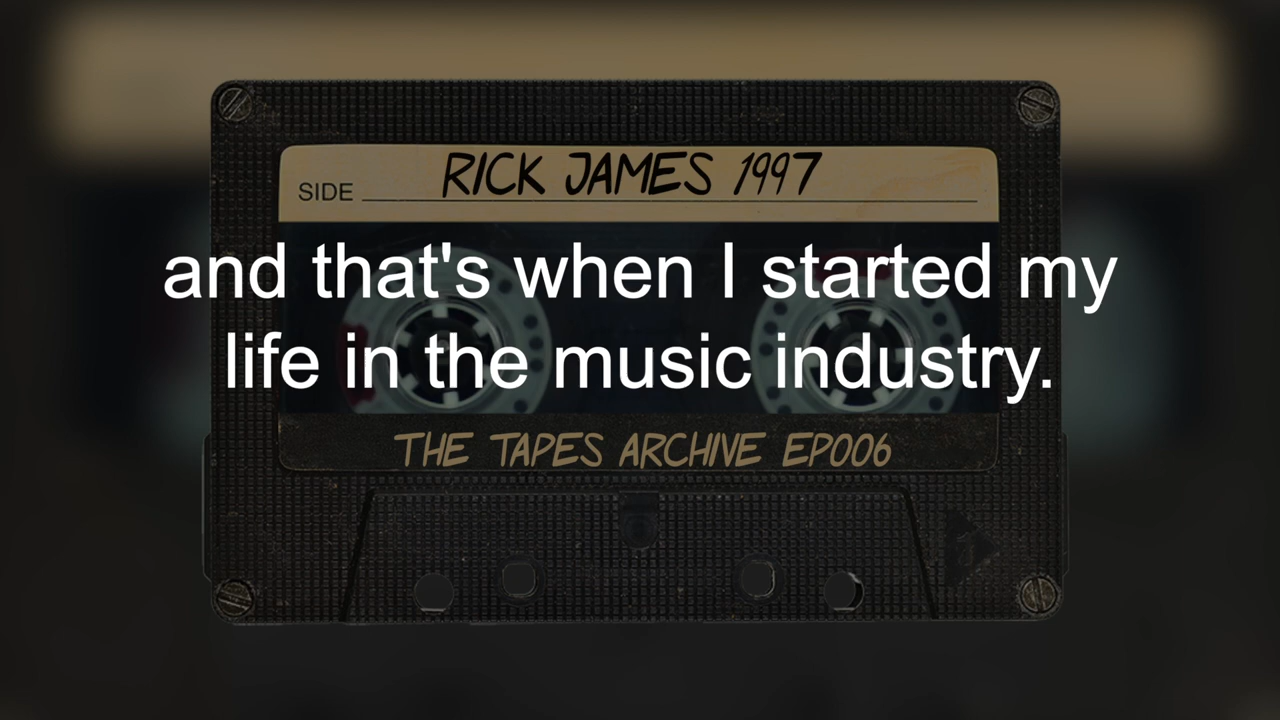 RICK JAMES 1997
SIDE
and that's when I started my
life in the music industry.
THE TAPES ARCHIVE EP006